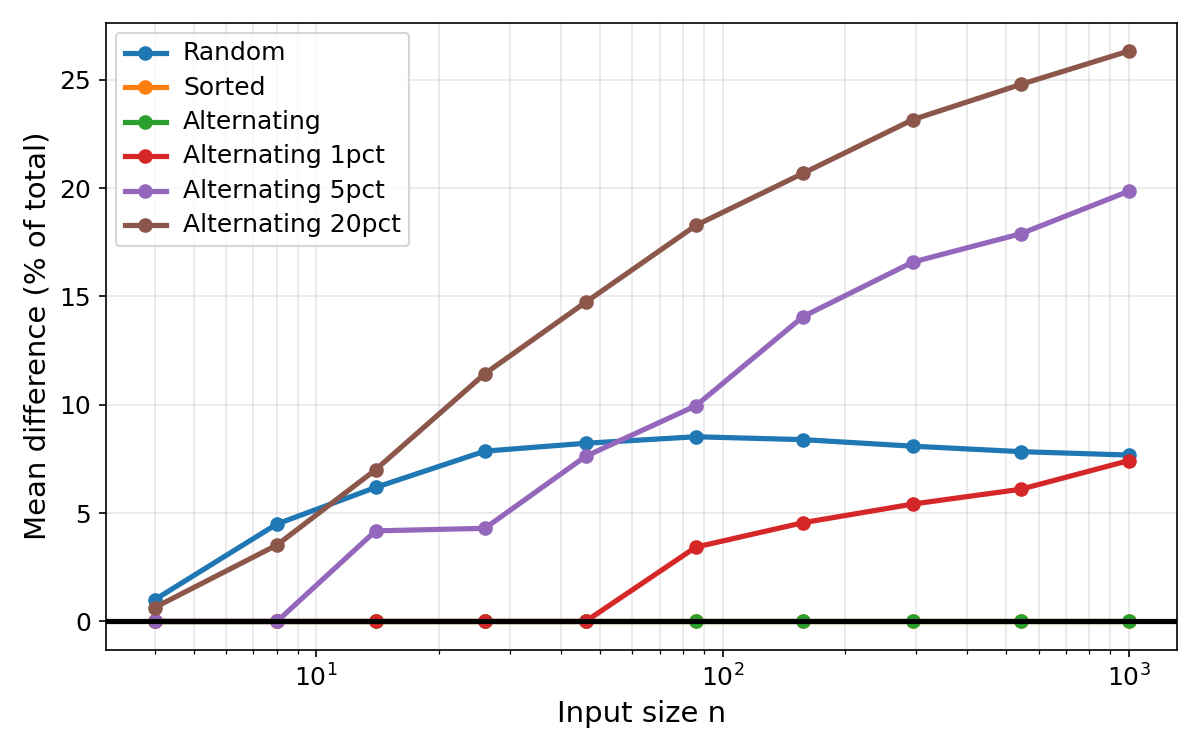 Random
Sorted
Alternating
Alternating 1pct
Alternating 5pct
Alternating 20pct
Mean difference (% of total)
25
20
15
10
5
0
10¹
10²
10³
Input size n